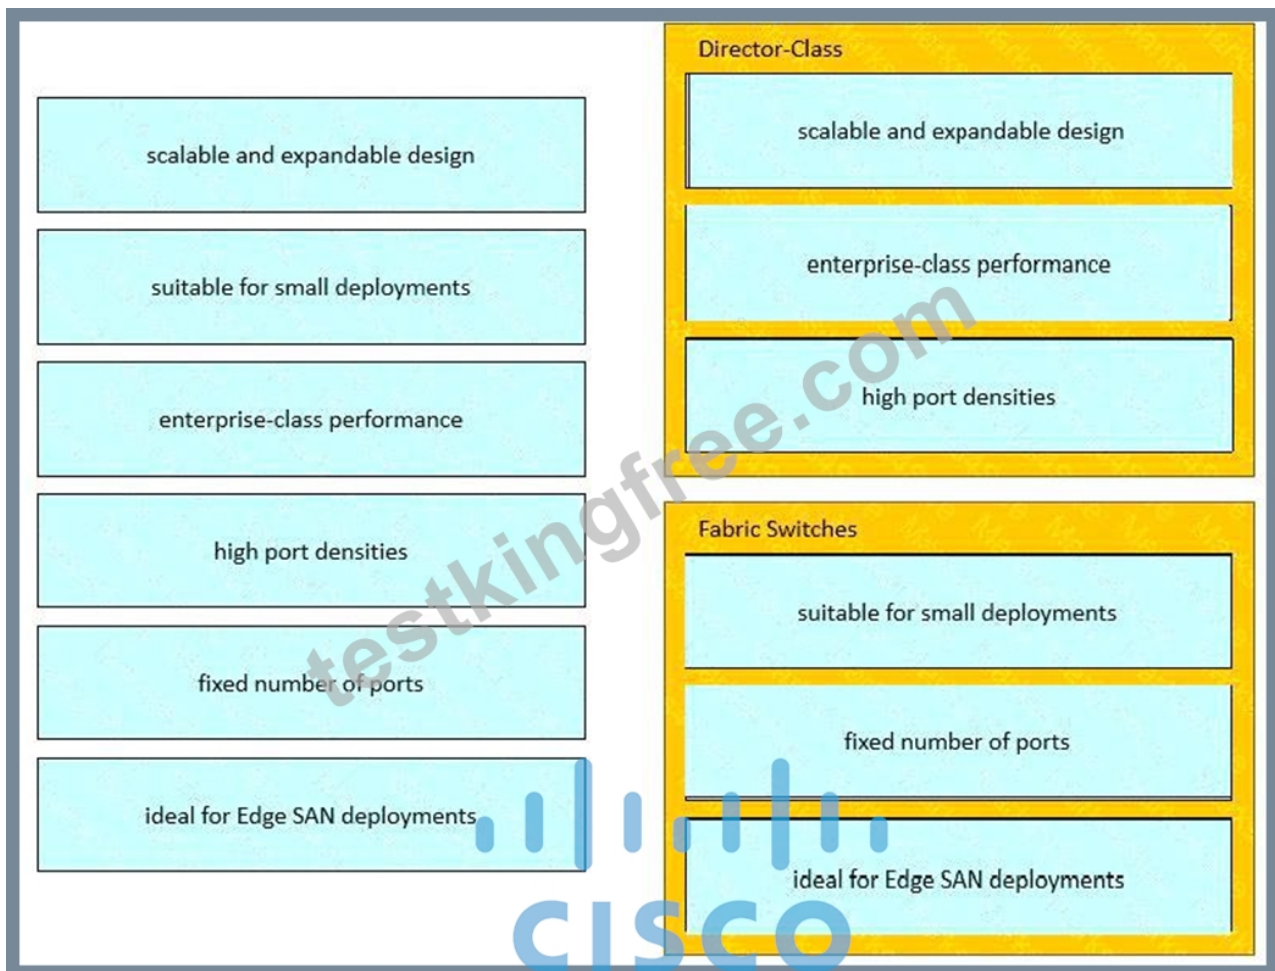 scalable and expandable design
suitable for small deployments
enterprise-class performance
high port densities
fixed number of ports
ideal for Edge SAN deployments
Director-Class
scalable and expandable design
enterprise-class performance
high port densities
Fabric Switches
suitable for small deployments
fixed number of ports
ideal for Edge SAN deployments
testkingfree.com
CISCO